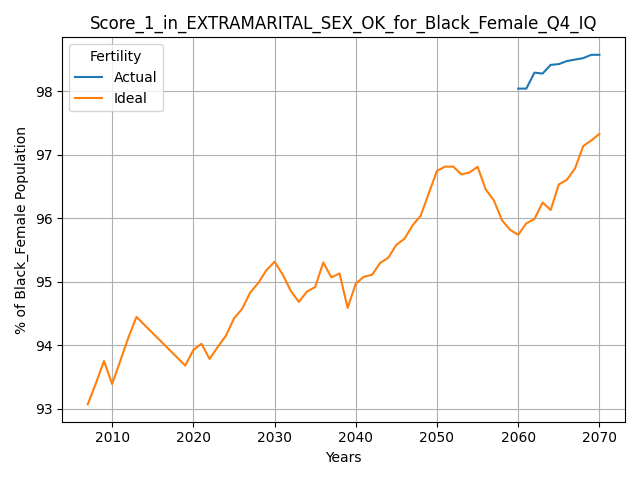 Score_1_in_EXTRAMARITAL_SEX_OK_for_Black_Female_Q4_IQ
Fertility
Actual
Ideal
% of Black_Female Population
98
97
96
95
94
93
2010 2020 2030 2040 2050 2060 2070
Years